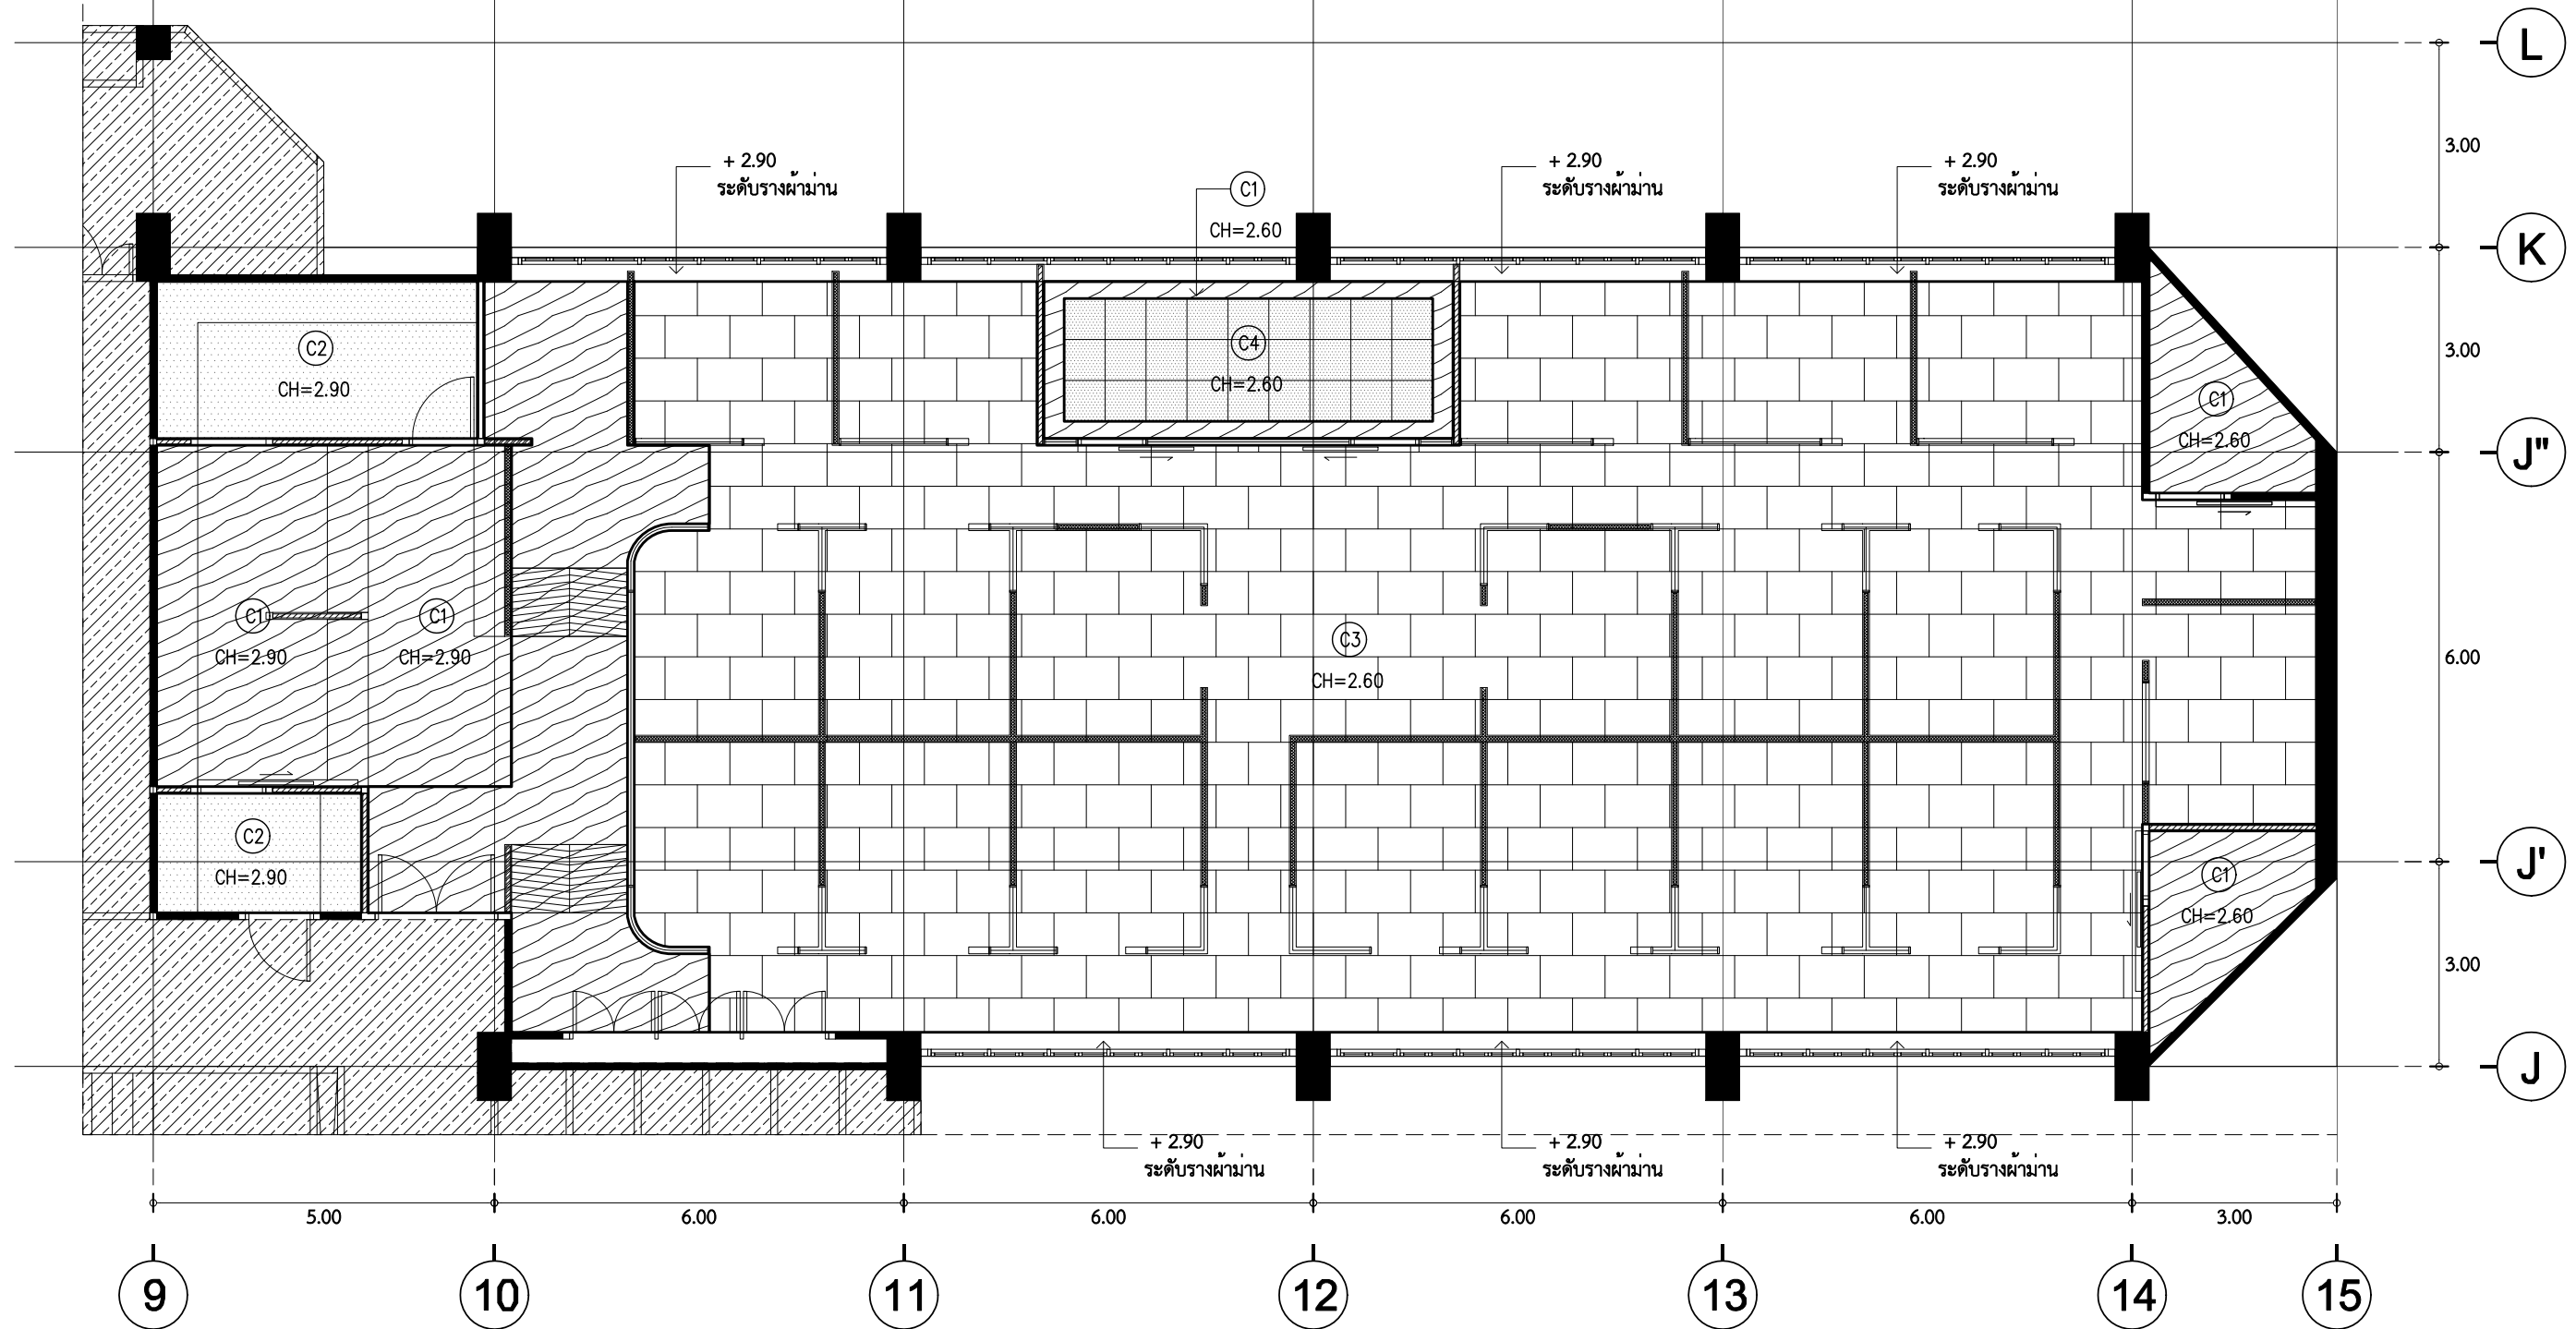 L
3.00
+ 2.90
ระดับรางผ้าม่าน
C1
CH=2.60
+ 2.90
ระดับรางผ้าม่าน
+ 2.90
ระดับรางผ้าม่าน
K
C2
CH=2.90
C4
CH=2.60
3.00
C1
CH=2.60
J"
C1
CH=2.90
C1
CH=2.90
C3
CH=2.60
6.00
C2
CH=2.90
J'
C1
CH=2.60
3.00
J
+ 2.90
ระดับรางผ้าม่าน
+ 2.90
ระดับรางผ้าม่าน
+ 2.90
ระดับรางผ้าม่าน
5.00 6.00 6.00 6.00 6.00 3.00
9 10 11 12 13 14 15